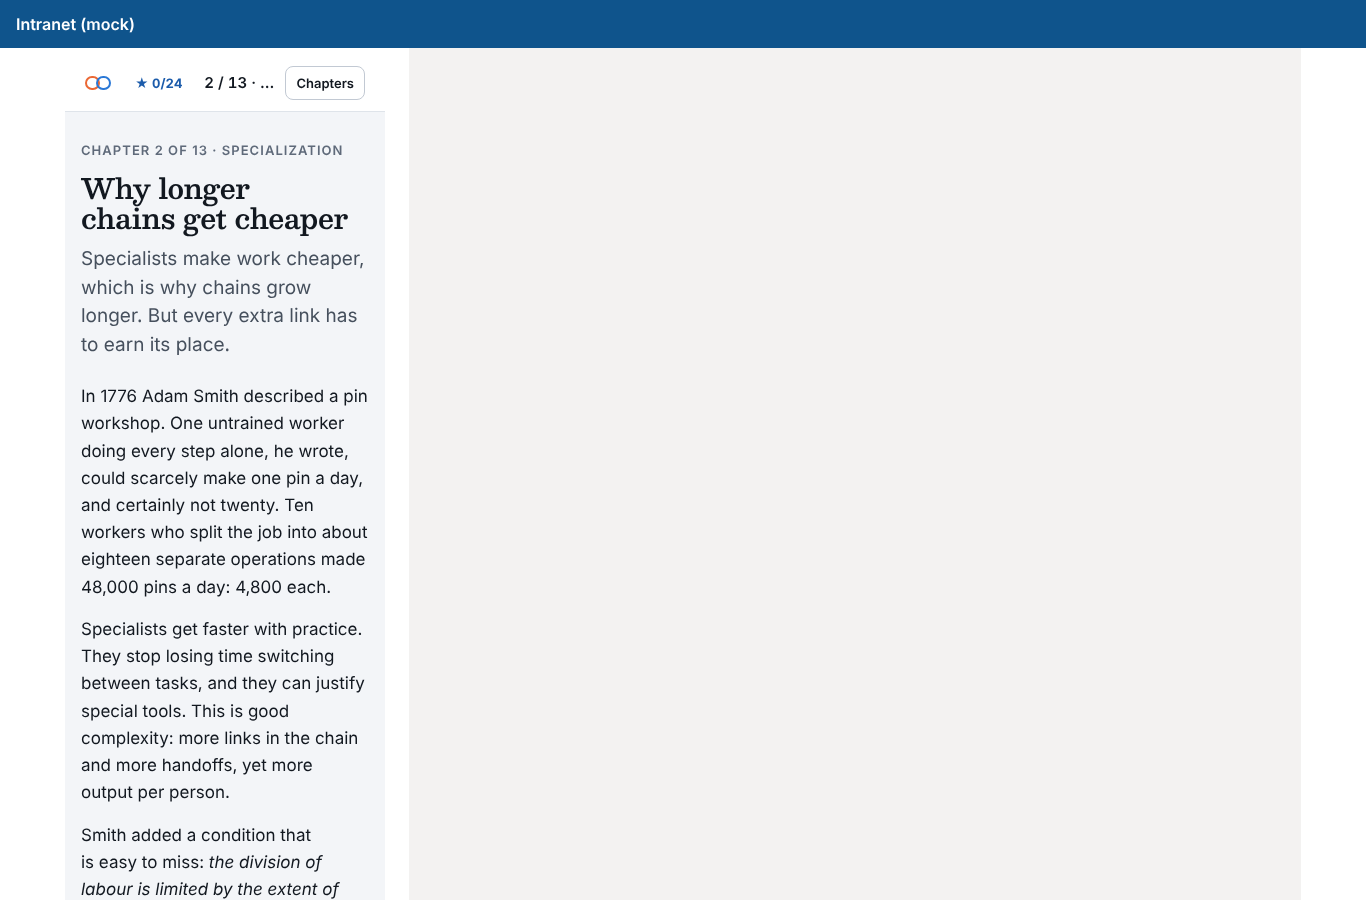 Intranet (mock)
★ 0/24 2 / 13 · ... Chapters
CHAPTER 2 OF 13 · SPECIALIZATION
Why longer
chains get cheaper
Specialists make work cheaper,
which is why chains grow
longer. But every extra link has
to earn its place.
In 1776 Adam Smith described a pin
workshop. One untrained worker
doing every step alone, he wrote,
could scarcely make one pin a day,
and certainly not twenty. Ten
workers who split the job into about
eighteen separate operations made
48,000 pins a day: 4,800 each.
Specialists get faster with practice.
They stop losing time switching
between tasks, and they can justify
special tools. This is good
complexity: more links in the chain
and more handoffs, yet more
output per person.
Smith added a condition that
is easy to miss: the division of
labour is limited by the extent of